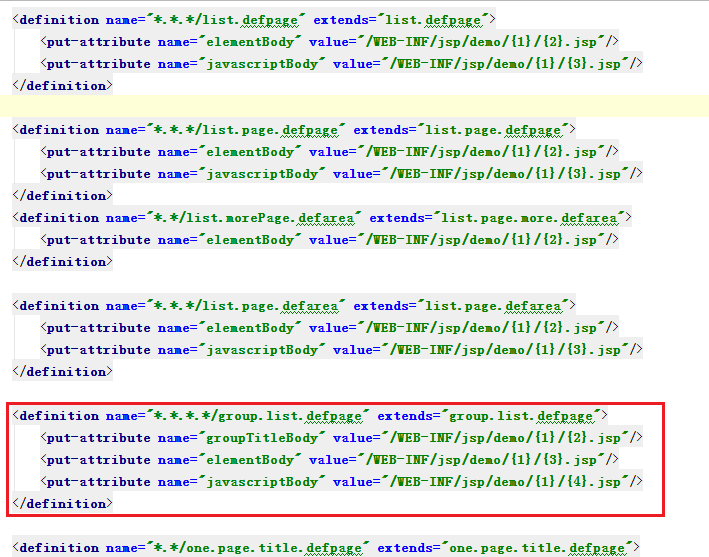 <definition name="*.*.*/list.defpage" extends="list.defpage">
<put-attribute name="elementBody" value="/WEB-INF/jsp/demo/{1}/{2}.jsp"/>
<put-attribute name="javascriptBody" value="/WEB-INF/jsp/demo/{1}/{3}.jsp"/>
</definition>
<definition name="*.*.*/list.page.defpage" extends="list.page.defpage">
<put-attribute name="elementBody" value="/WEB-INF/jsp/demo/{1}/{2}.jsp"/>
<put-attribute name="javascriptBody" value="/WEB-INF/jsp/demo/{1}/{3}.jsp"/>
</definition>
<definition name="*.*/list.morePage.defarea" extends="list.page.more.defarea">
<put-attribute name="elementBody" value="/WEB-INF/jsp/demo/{1}/{2}.jsp"/>
</definition>
<definition name="*.*.*/list.page.defarea" extends="list.page.defarea">
<put-attribute name="elementBody" value="/WEB-INF/jsp/demo/{1}/{2}.jsp"/>
<put-attribute name="javascriptBody" value="/WEB-INF/jsp/demo/{1}/{3}.jsp"/>
</definition>
<definition name="*.*.*.*/group.list.defpage" extends="group.list.defpage">
<put-attribute name="groupTitleBody" value="/WEB-INF/jsp/demo/{1}/{2}.jsp"/>
<put-attribute name="elementBody" value="/WEB-INF/jsp/demo/{1}/{3}.jsp"/>
<put-attribute name="javascriptBody" value="/WEB-INF/jsp/demo/{1}/{4}.jsp"/>
</definition>
<definition name="*.*/one.page.title.defpage" extends="one.page.title.defpage">